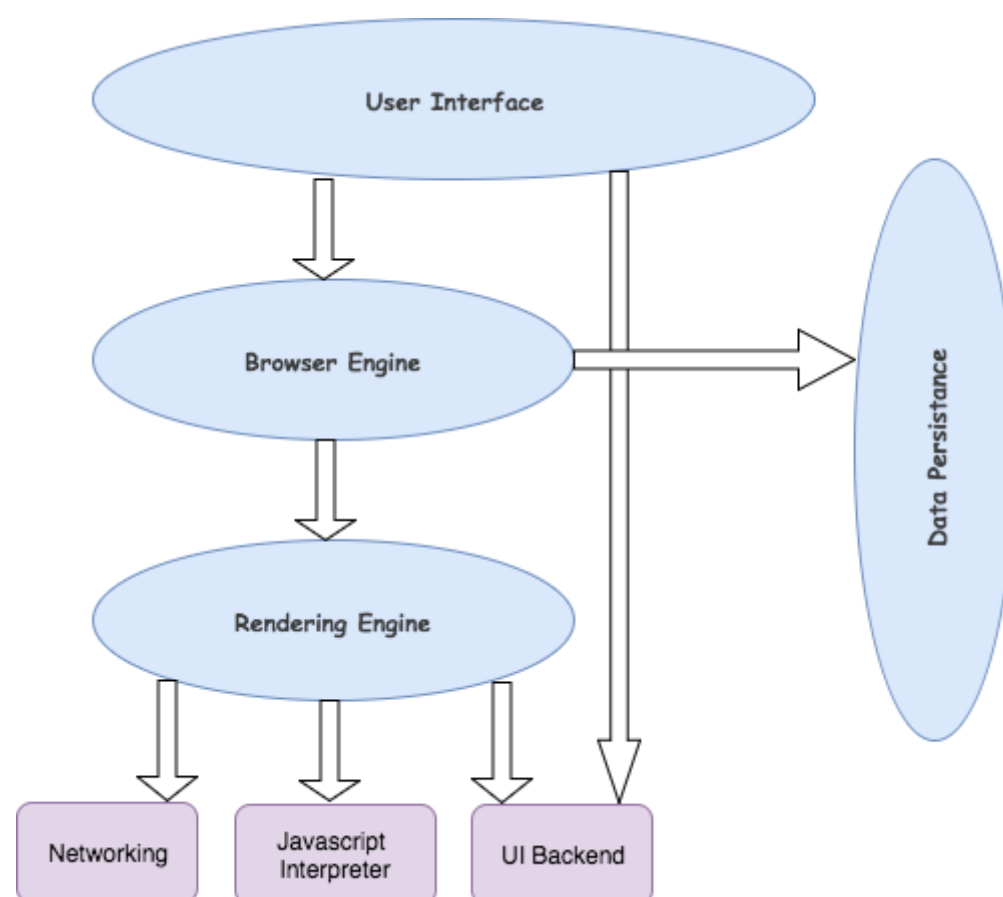 User Interface
Browser Engine
Data Persistance
Rendering Engine
Networking
Javascript
Interpreter
UI Backend